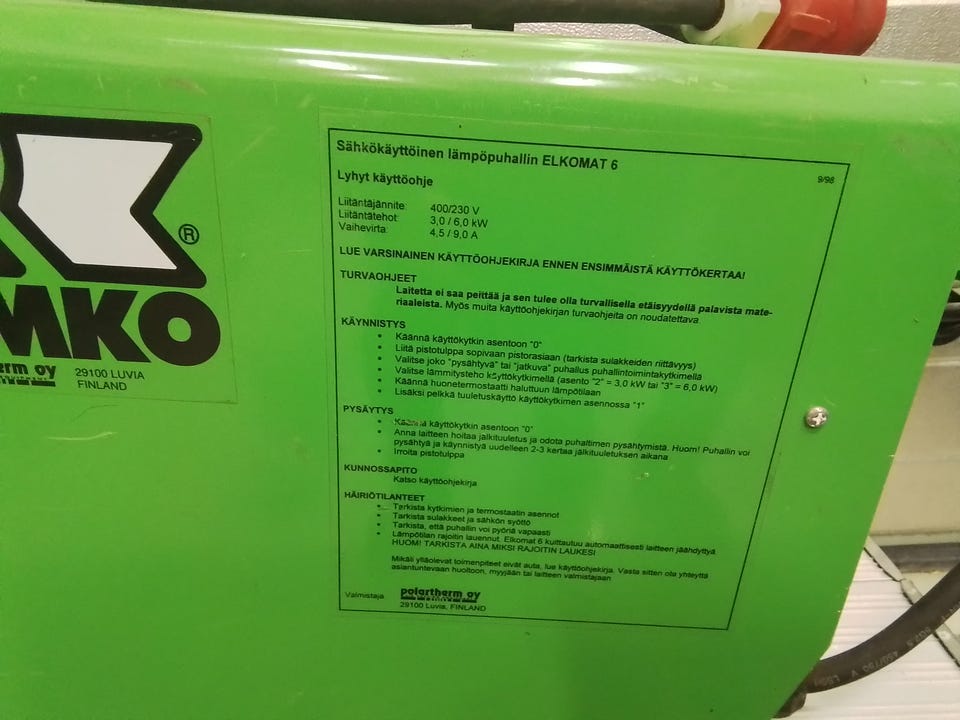 ®
MKO
therm oy
29100 LUVIA
FINLAND
Sähkökäyttöinen lämpöpuhallin ELKOMAT 6
9/98
Lyhyt käyttöohje
Liitäntäjännite: 400/230 V
Liitäntätehot: 3,0 / 6,0 kW
Vaihevirta: 4,5 / 9,0 A
LUE VARSINAINEN KÄYTTÖOHJEKIRJA ENNEN ENSIMMÄISTÄ KÄYTTÖKERTAA!
TURVAOHJEET
Laitetta ei saa peittää ja sen tulee olla turvallisella etäisyydellä palavista mate-
riaaleista. Myös muita käyttöohjekirjan turvaohjeita on noudatettava.
KÄYNNISTYS
• Käännä käyttökytkin asentoon "0"
• Liitä pistotulppa sopivaan pistorasiaan (tarkista sulakkeiden riittävyys)
• Valitse joko "pysähtyvä" tai "jatkuva" puhallus puhallintoimintakytkimellä
• Valitse lämmitysteho käyttökytkimellä (asento "2" = 3,0 kW tai "3" = 6,0 kW)
• Käännä huonetermostaatti haluttuun lämpötilaan
• Lisäksi pelkkä tuuletuskäyttö käyttökytkimen asennossa "1"
PYSÄYTYS
• Käännä käyttökytkin asentoon "0"
• Anna laitteen hoitaa jälkituuletus ja odota puhaltimen pysähtymistä. Huom! Puhallin voi
pysähtyä ja käynnistyä uudelleen 2-3 kertaa jälkituuletuksen aikana
• Irroita pistotulppa
KUNNOSSAPITO
Katso käyttöohjekirja
HÄIRIÖTILANTEET
• Tarkista kytkimien ja termostaatin asennot
• Tarkista sulakkeet ja sähkön syöttö
• Tarkista, että puhallin voi pyöriä vapaasti
• Lämpötilan rajoitin lauennut. Elkomat 6 kuittautuu automaattisesti laitteen jäähdyttyä
HUOM! TARKISTA AINA MIKSI RAJOITIN LAUKESI
Mikäli ylläolevat toimenpiteet eivät auta, lue käyttöohjekirja. Vasta sitten ota yhteyttä
asiantuntevaan huoltoon, myyjään tai laitteen valmistajaan
Valmistaja polartherm oy
29100 Luvia, FINLAND